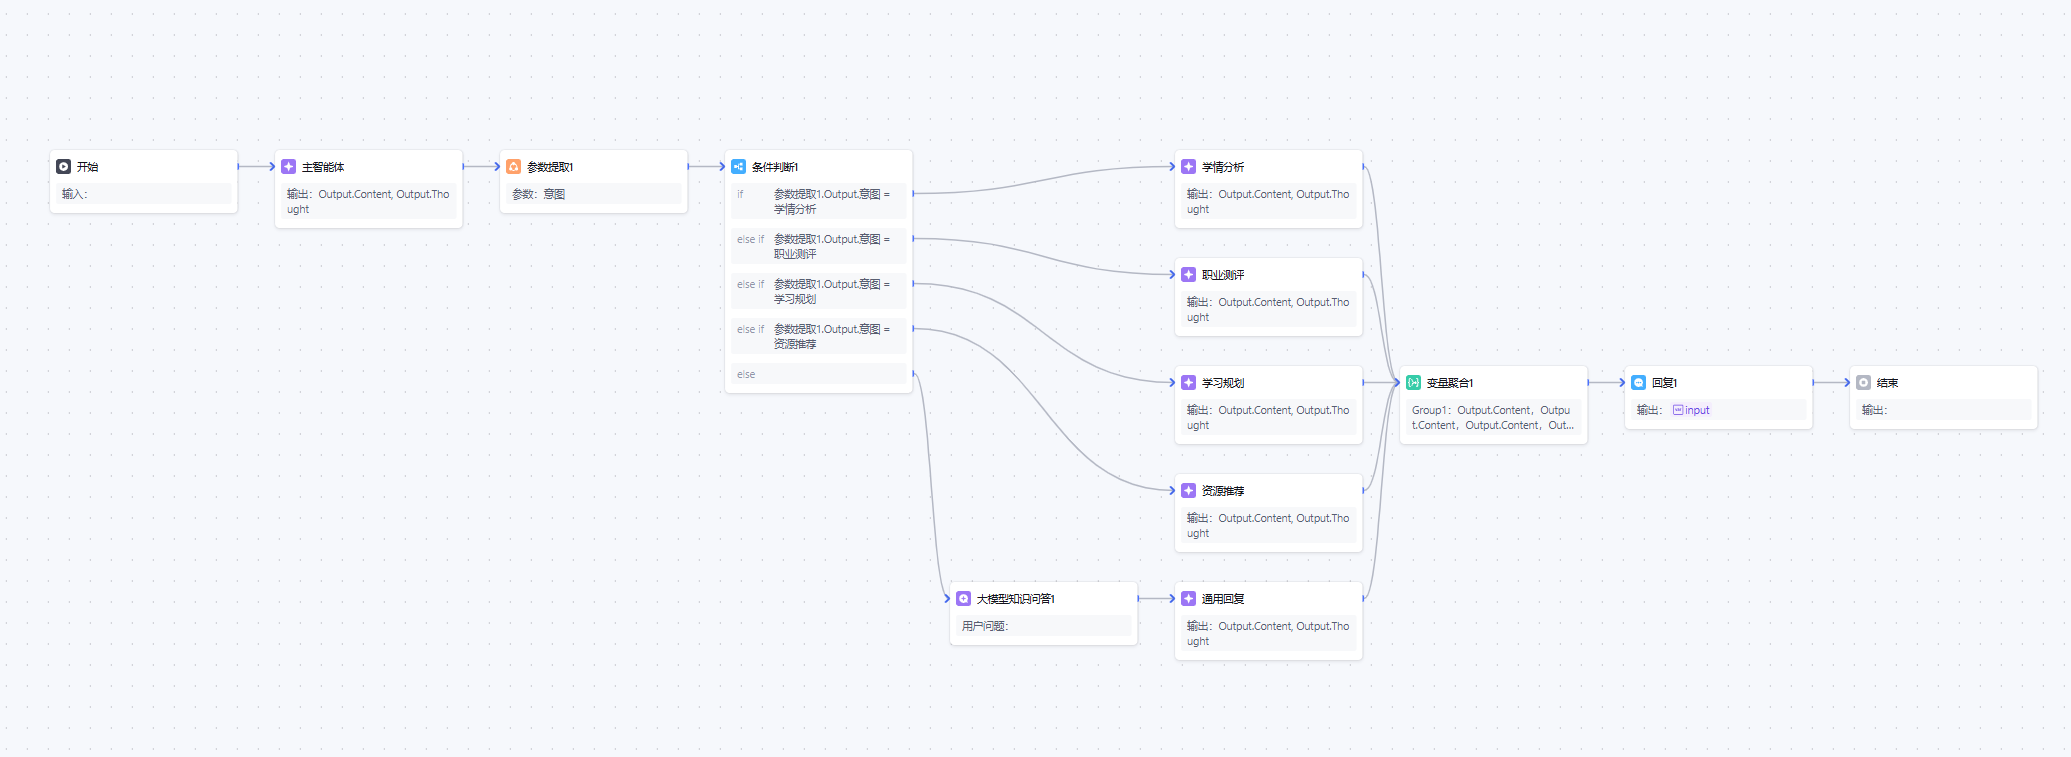 开始
输入：
主智能体
输出：Output.Content, Output.Tho
ught
参数提取1
参数：意图
条件判断1
if 参数提取1.Output.意图 =
学情分析
else if 参数提取1.Output.意图 =
职业测评
else if 参数提取1.Output.意图 =
学习规划
else if 参数提取1.Output.意图 =
资源推荐
else
学情分析
输出：Output.Content, Output.Tho
ught
职业测评
输出：Output.Content, Output.Tho
ught
学习规划
输出：Output.Content, Output.Tho
ught
资源推荐
输出：Output.Content, Output.Tho
ught
大模型知识问答1
用户问题：
通用回复
输出：Output.Content, Output.Tho
ught
变量聚合1
Group1：Output.Content，Outpu
t.Content，Output.Content，Out...
回复1
输出：input
结束
输出：